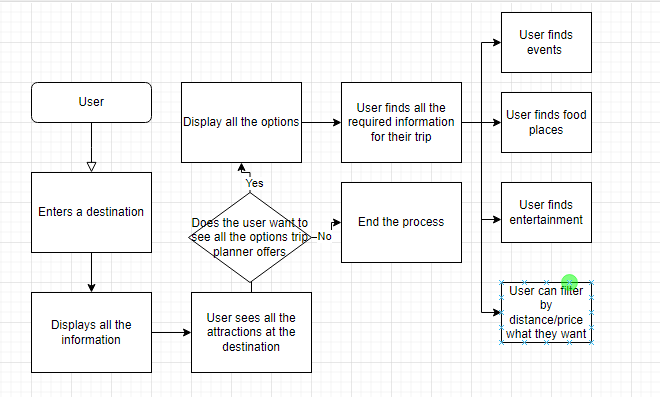 User
Enters a destination
Displays all the
information
User sees all the
attractions at the
destination
Does the user want to
see all the options trip
planner offers
Yes
No
Display all the options
User finds all the
required information
for their trip
End the process
User finds
events
User finds food
places
User finds
entertainment
User can filter
by
distance/price
what they want